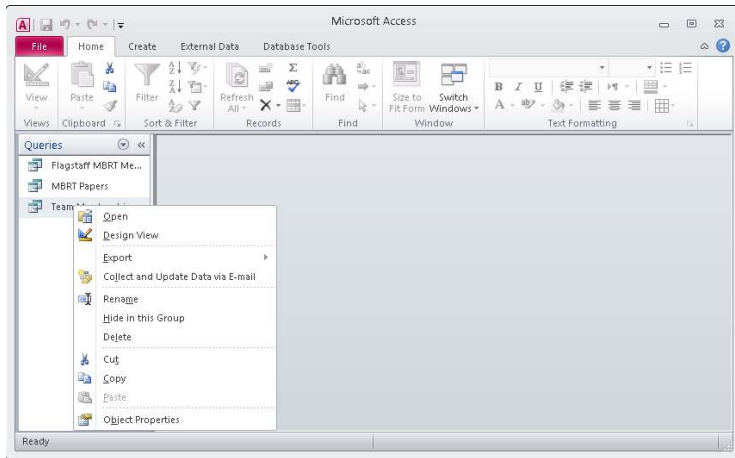 Microsoft Access
File Home Create External Data Database Tools
View Paste Filter Refresh All Find Size to Fit Form Switch Windows
B I U
A
Views Clipboard Sort & Filter Records Find Window Text Formatting
Queries
Flagstaff MBRT Me...
MBRT Papers
Team
Open
Design View
Export
Collect and Update Data via E-mail
Rename
Hide in this Group
Delete
Cut
Copy
Paste
Object Properties
Ready